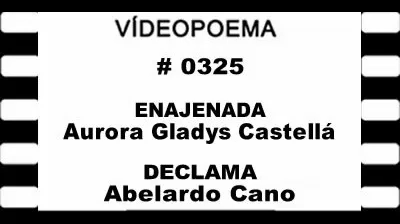 VÍDEOPOEMA
# 0325
ENAJENADA
Aurora Gladys Castellá
DECLAMA
Abelardo Cano